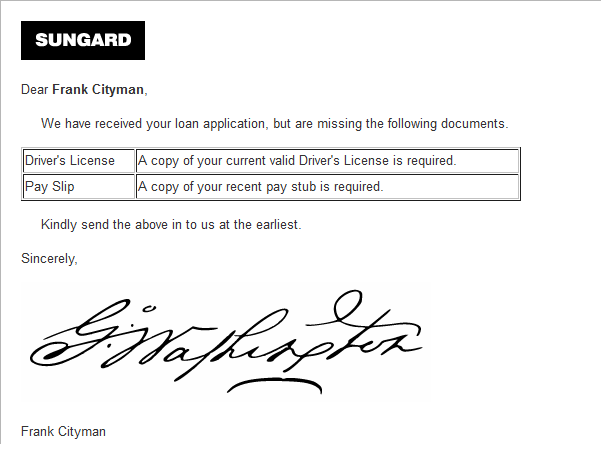 SUNGARD
Dear Frank Cityman,
We have received your loan application, but are missing the following documents.
Driver's License A copy of your current valid Driver's License is required.
Pay Slip A copy of your recent pay stub is required.
Kindly send the above in to us at the earliest.
Sincerely,
G. Washington
Frank Cityman